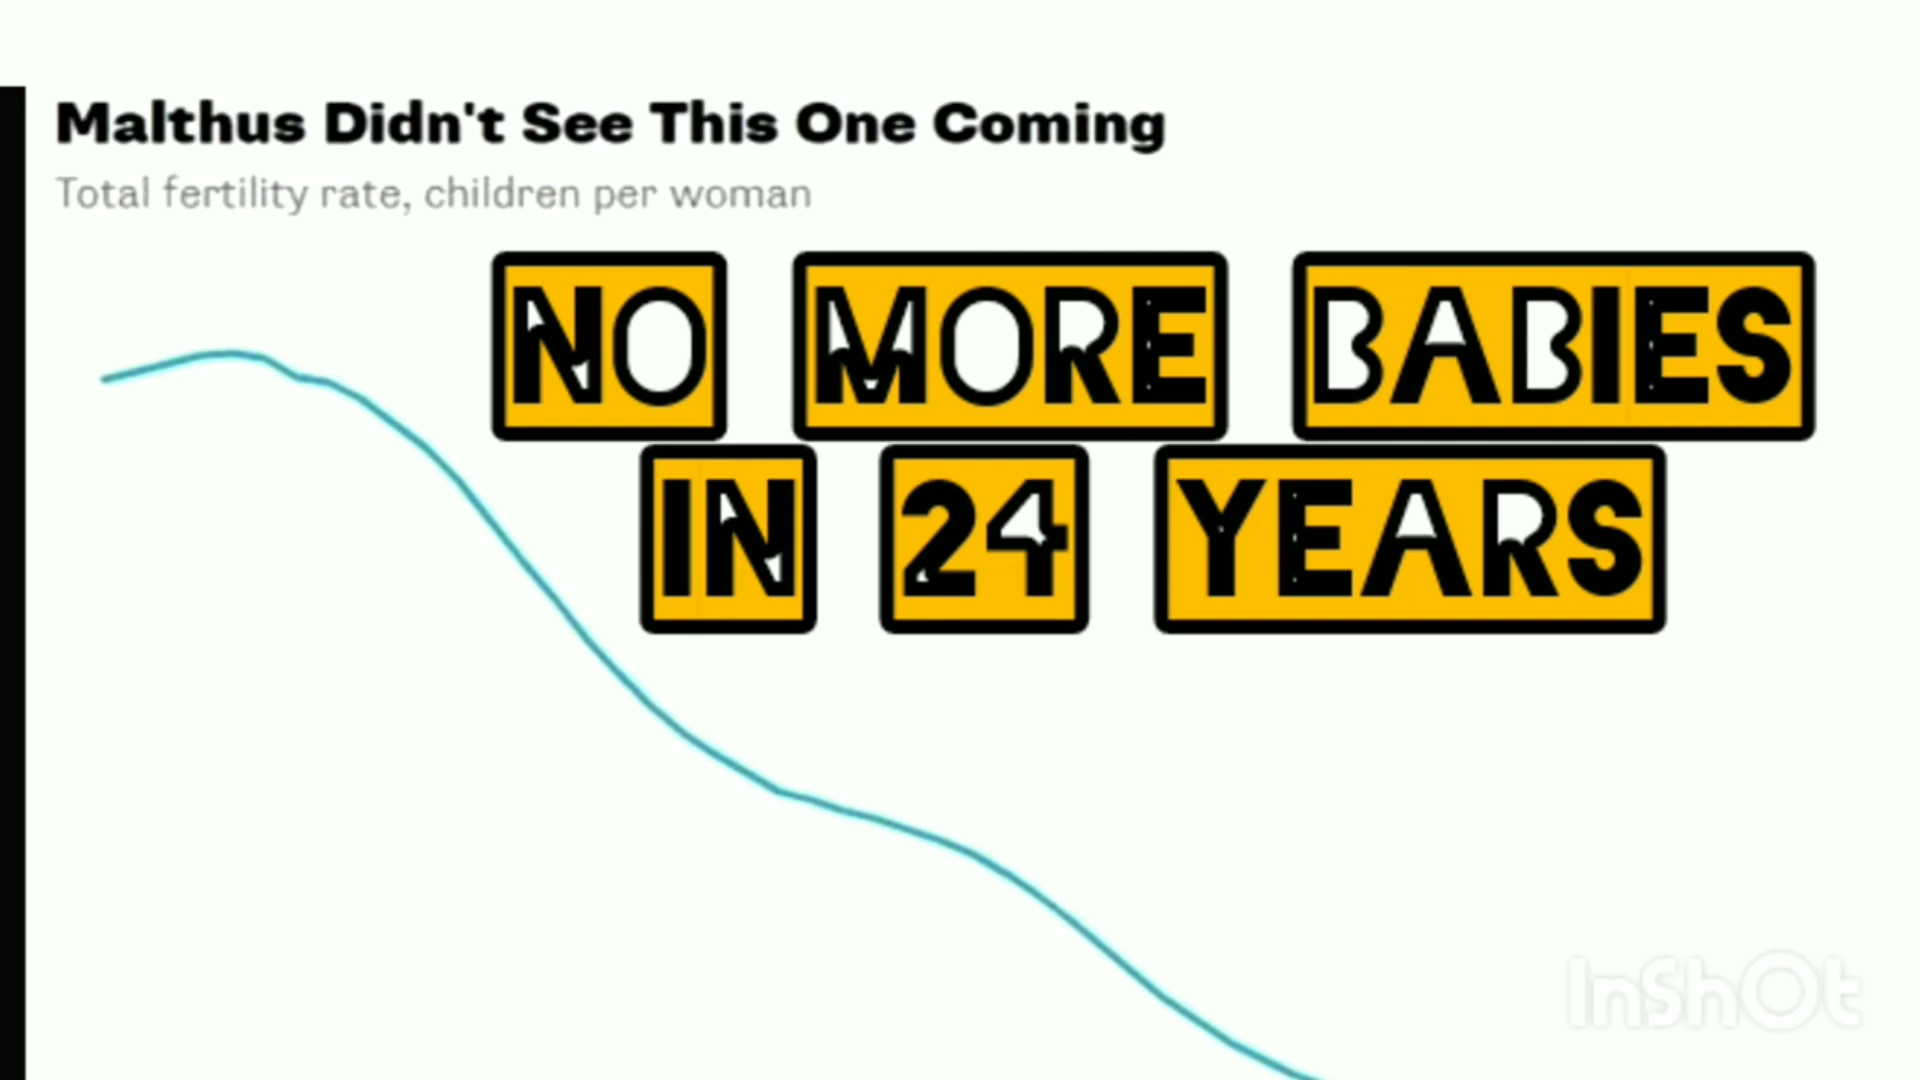 Malthus Didn't See This One Coming
Total fertility rate, children per woman
NO MORE BABIES
IN 24 YEARS
InShOt